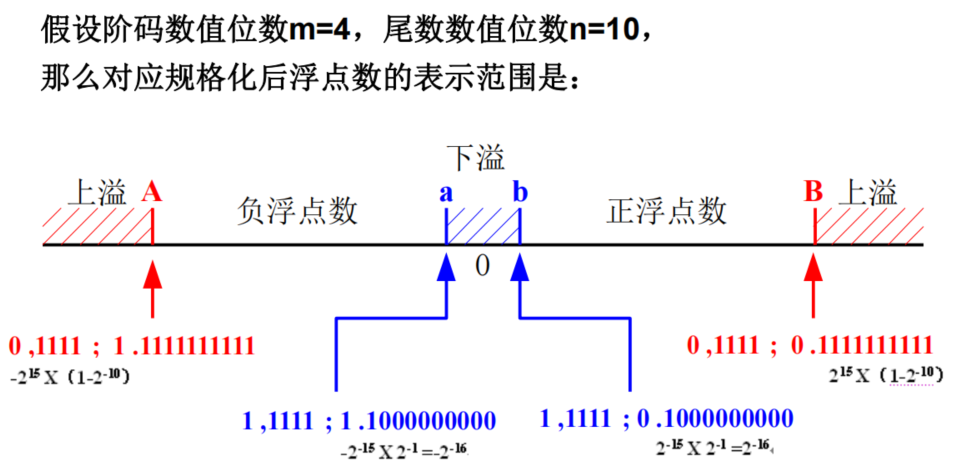 假设阶码数值位数m=4，尾数数值位数n=10，
那么对应规格化后浮点数的表示范围是：
下溢
上溢 A 负浮点数 a b 正浮点数 B 上溢
0
0 ,1111 ; 1 .1111111111 0 ,1111 ; 0 .1111111111
-2¹⁵ X（1-2⁻¹⁰） 2¹⁵ X（1-2⁻¹⁰）
1 ,1111 ; 1 .1000000000 1 ,1111 ; 0 .1000000000
-2⁻¹⁵ X 2⁻¹ =-2⁻¹⁶ 2⁻¹⁵ X 2⁻¹ =2⁻¹⁶